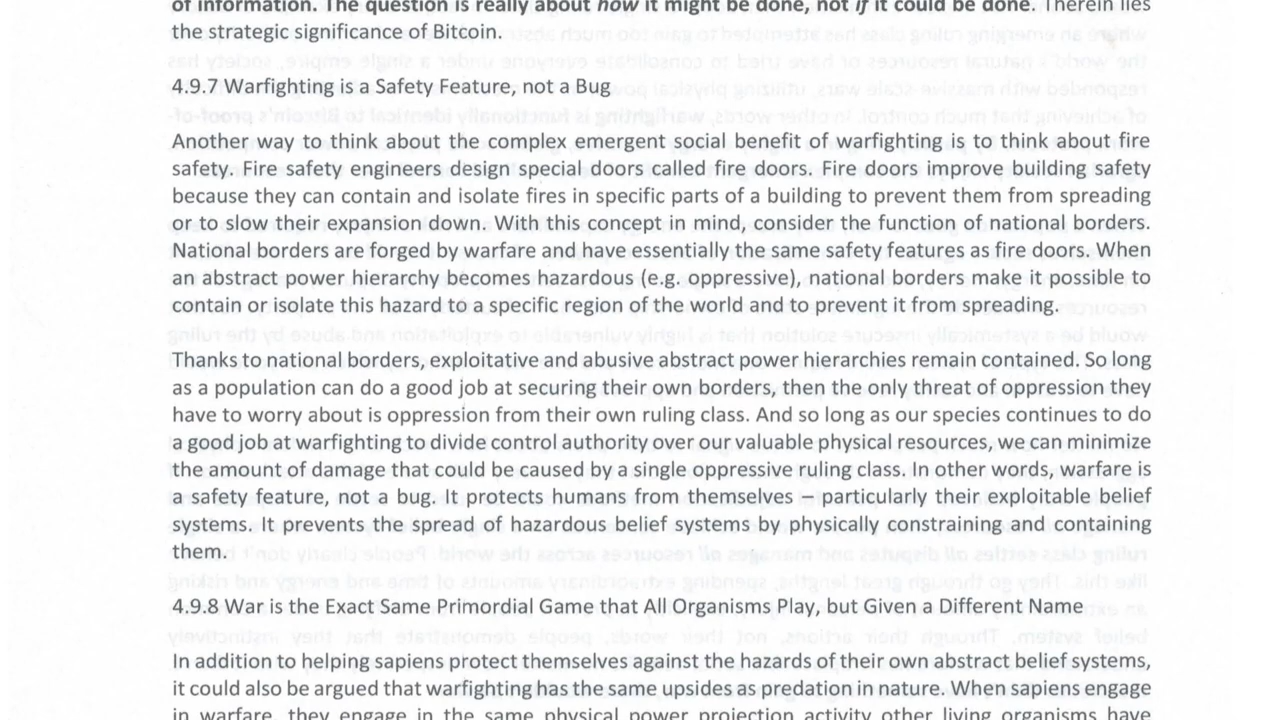 of information. The question is really about how it might be done, not if it could be done. Therein lies
the strategic significance of Bitcoin.
4.9.7 Warfighting is a Safety Feature, not a Bug
Another way to think about the complex emergent social benefit of warfighting is to think about fire
safety. Fire safety engineers design special doors called fire doors. Fire doors improve building safety
because they can contain and isolate fires in specific parts of a building to prevent them from spreading
or to slow their expansion down. With this concept in mind, consider the function of national borders.
National borders are forged by warfare and have essentially the same safety features as fire doors. When
an abstract power hierarchy becomes hazardous (e.g. oppressive), national borders make it possible to
contain or isolate this hazard to a specific region of the world and to prevent it from spreading.
Thanks to national borders, exploitative and abusive abstract power hierarchies remain contained. So long
as a population can do a good job at securing their own borders, then the only threat of oppression they
have to worry about is oppression from their own ruling class. And so long as our species continues to do
a good job at warfighting to divide control authority over our valuable physical resources, we can minimize
the amount of damage that could be caused by a single oppressive ruling class. In other words, warfare is
a safety feature, not a bug. It protects humans from themselves – particularly their exploitable belief
systems. It prevents the spread of hazardous belief systems by physically constraining and containing
them.
4.9.8 War is the Exact Same Primordial Game that All Organisms Play, but Given a Different Name
In addition to helping sapiens protect themselves against the hazards of their own abstract belief systems,
it could also be argued that warfighting has the same upsides as predation in nature. When sapiens engage
in warfare, they engage in the same physical power projection activity other living organisms have